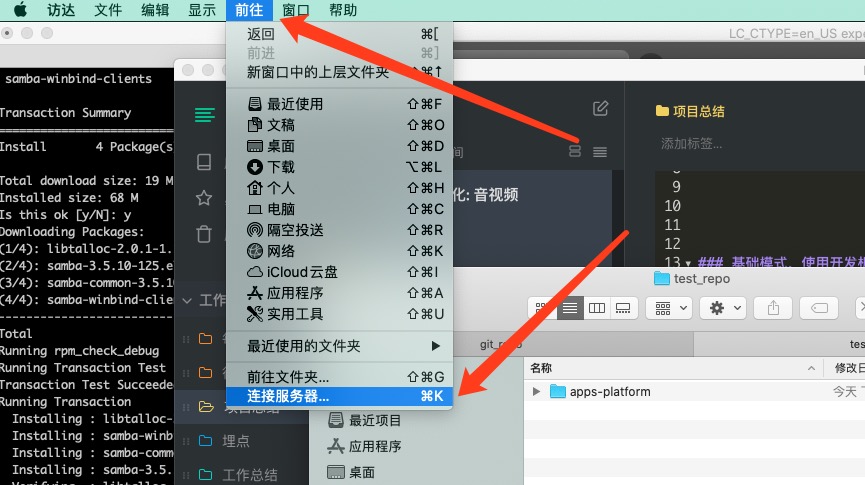 访达 文件 编辑 显示 前往 窗口 帮助
LC_CTYPE=en_US
返回 ⌘[
前进 ⌘]
新窗口中的上层文件夹 ⌘↑
最近使用 ⇧⌘F
文稿 ⇧⌘O
桌面 ⇧⌘D
下载 ⌥⌘L
个人 ⇧⌘H
电脑 ⇧⌘C
隔空投送 ⇧⌘R
网络 ⇧⌘K
iCloud云盘 ⇧⌘I
应用程序 ⇧⌘A
实用工具 ⇧⌘U
最近使用的文件夹
前往文件夹... ⇧⌘G
连接服务器... ⌘K
samba-winbind-clients
Transaction Summary
Install 4 Package(s
Total download size: 19 M
Installed size: 68 M
Is this ok [y/N]: y
Downloading Packages:
(1/4): libtalloc-2.0.1-1.
(2/4): samba-3.5.10-125.e
(3/4): samba-common-3.5.10
(4/4): samba-winbind-clie
Total
Running rpm_check_debug
Running Transaction Test
Transaction Test Succeede
Running Transaction
Installing : libtalloc-
Installing : samba-winb
Installing : samba-comm
Installing : samba-3.5.
工作
项目总结
埋点
工作总结
间
化: 音视频
项目总结
添加标签...
9
10
11
12
13 ### 基础模式，使用开发机
test_repo
名称 修改日
apps-platform 今天
最近项目
应用程序
桌面